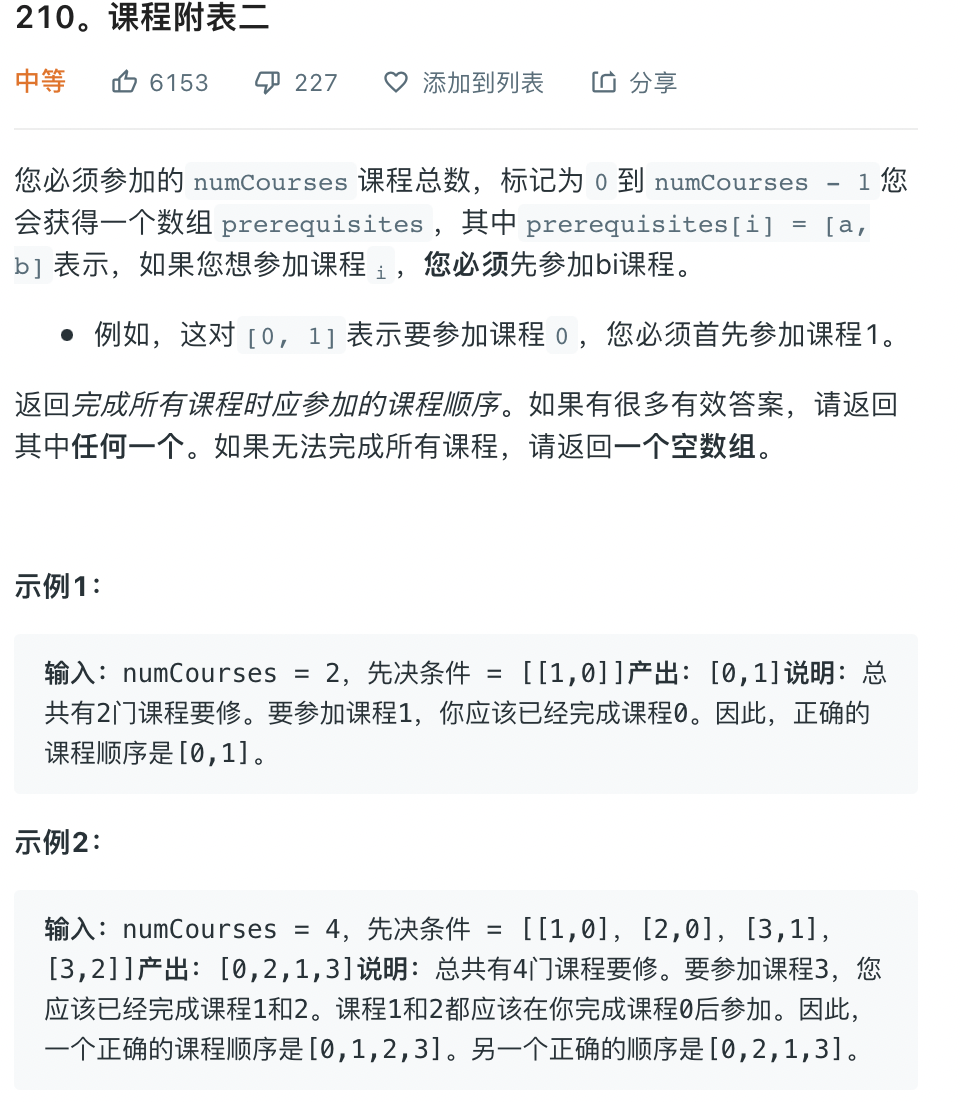 210。课程附表二
中等 6153 227 添加到列表 分享
您必须参加的 numCourses 课程总数，标记为 0 到 numCourses - 1 您
会获得一个数组 prerequisites ，其中 prerequisites[i] = [a,
b] 表示，如果您想参加课程 i ，您必须先参加bi课程。
• 例如，这对 [0, 1] 表示要参加课程 0 ，您必须首先参加课程1。
返回完成所有课程时应参加的课程顺序。如果有很多有效答案，请返回
其中任何一个。如果无法完成所有课程，请返回一个空数组。
示例1：
输入：numCourses = 2，先决条件 = [[1,0]]产出：[0,1]说明：总
共有2门课程要修。要参加课程1，你应该已经完成课程0。因此，正确的
课程顺序是[0,1]。
示例2：
输入：numCourses = 4，先决条件 = [[1,0]，[2,0]，[3,1]，
[3,2]]产出：[0,2,1,3]说明：总共有4门课程要修。要参加课程3，您
应该已经完成课程1和2。课程1和2都应该在你完成课程0后参加。因此，
一个正确的课程顺序是[0,1,2,3]。另一个正确的顺序是[0,2,1,3]。